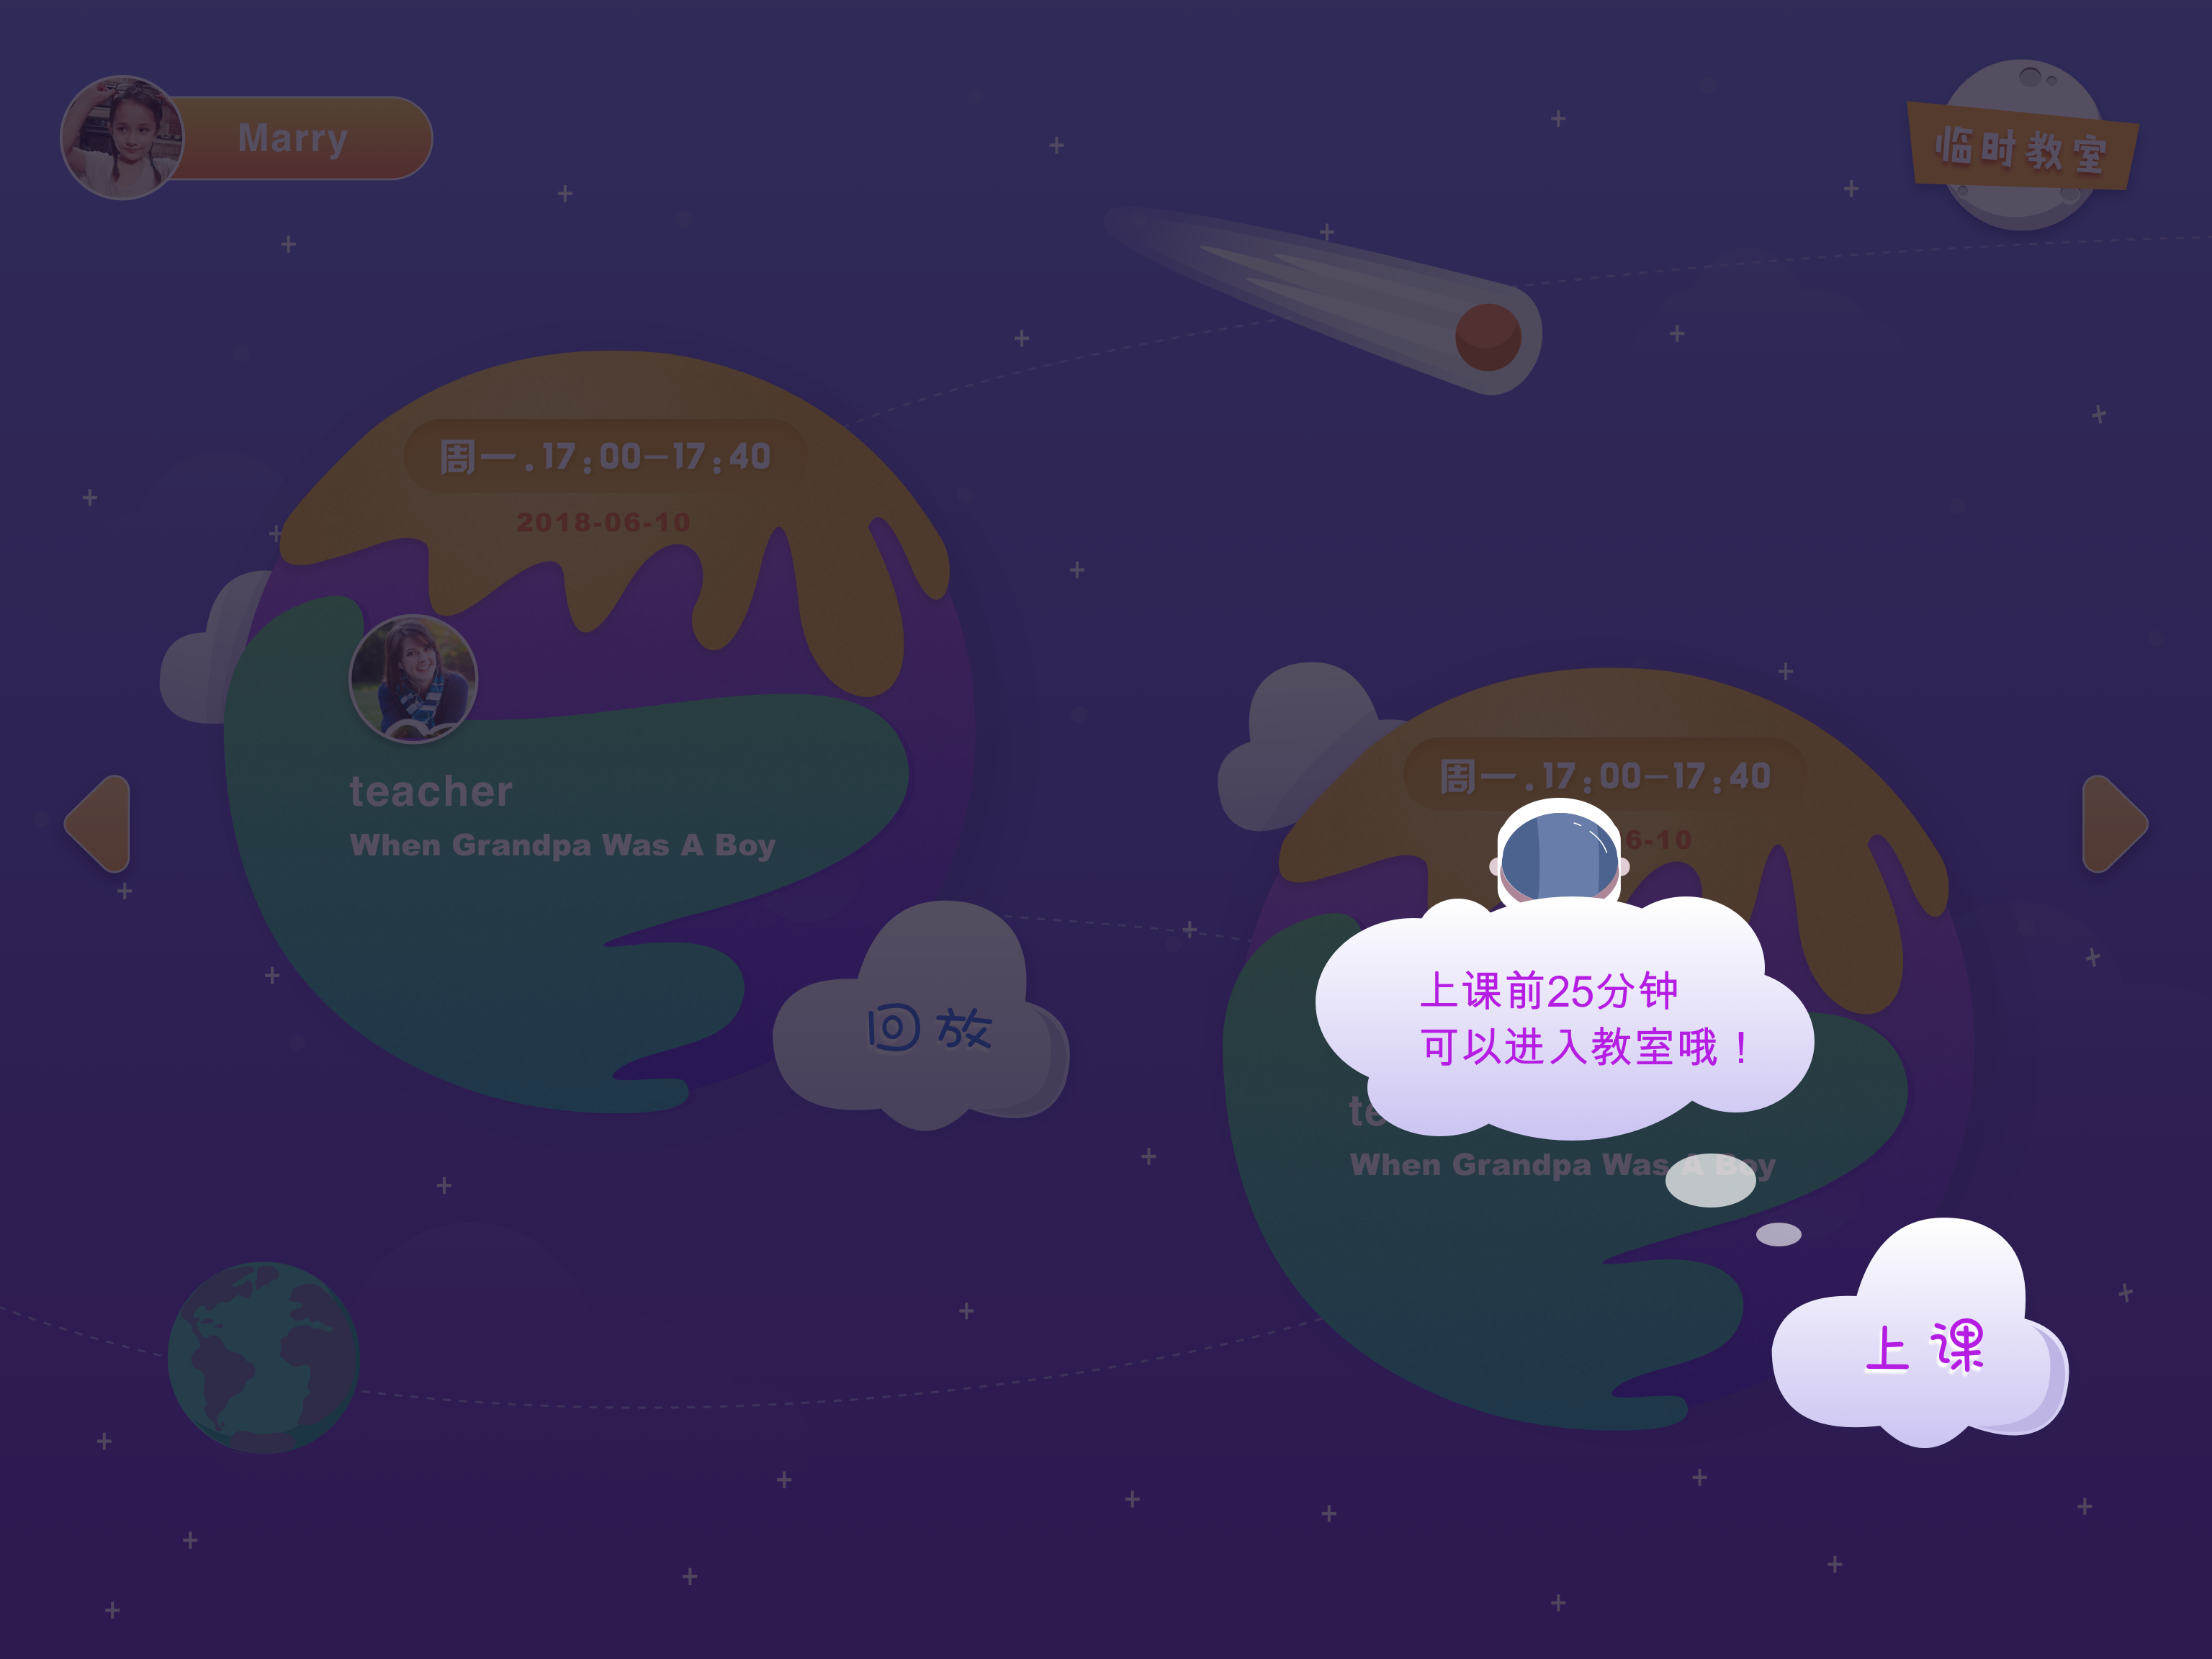 Marry
临时教室
周一.17:00—17:40
2018-06-10
teacher
When Grandpa Was A Boy
回放
周一.17:00—17:40
6-10
上课前25分钟
可以进入教室哦！
te
When Grandpa Was A Boy
上课